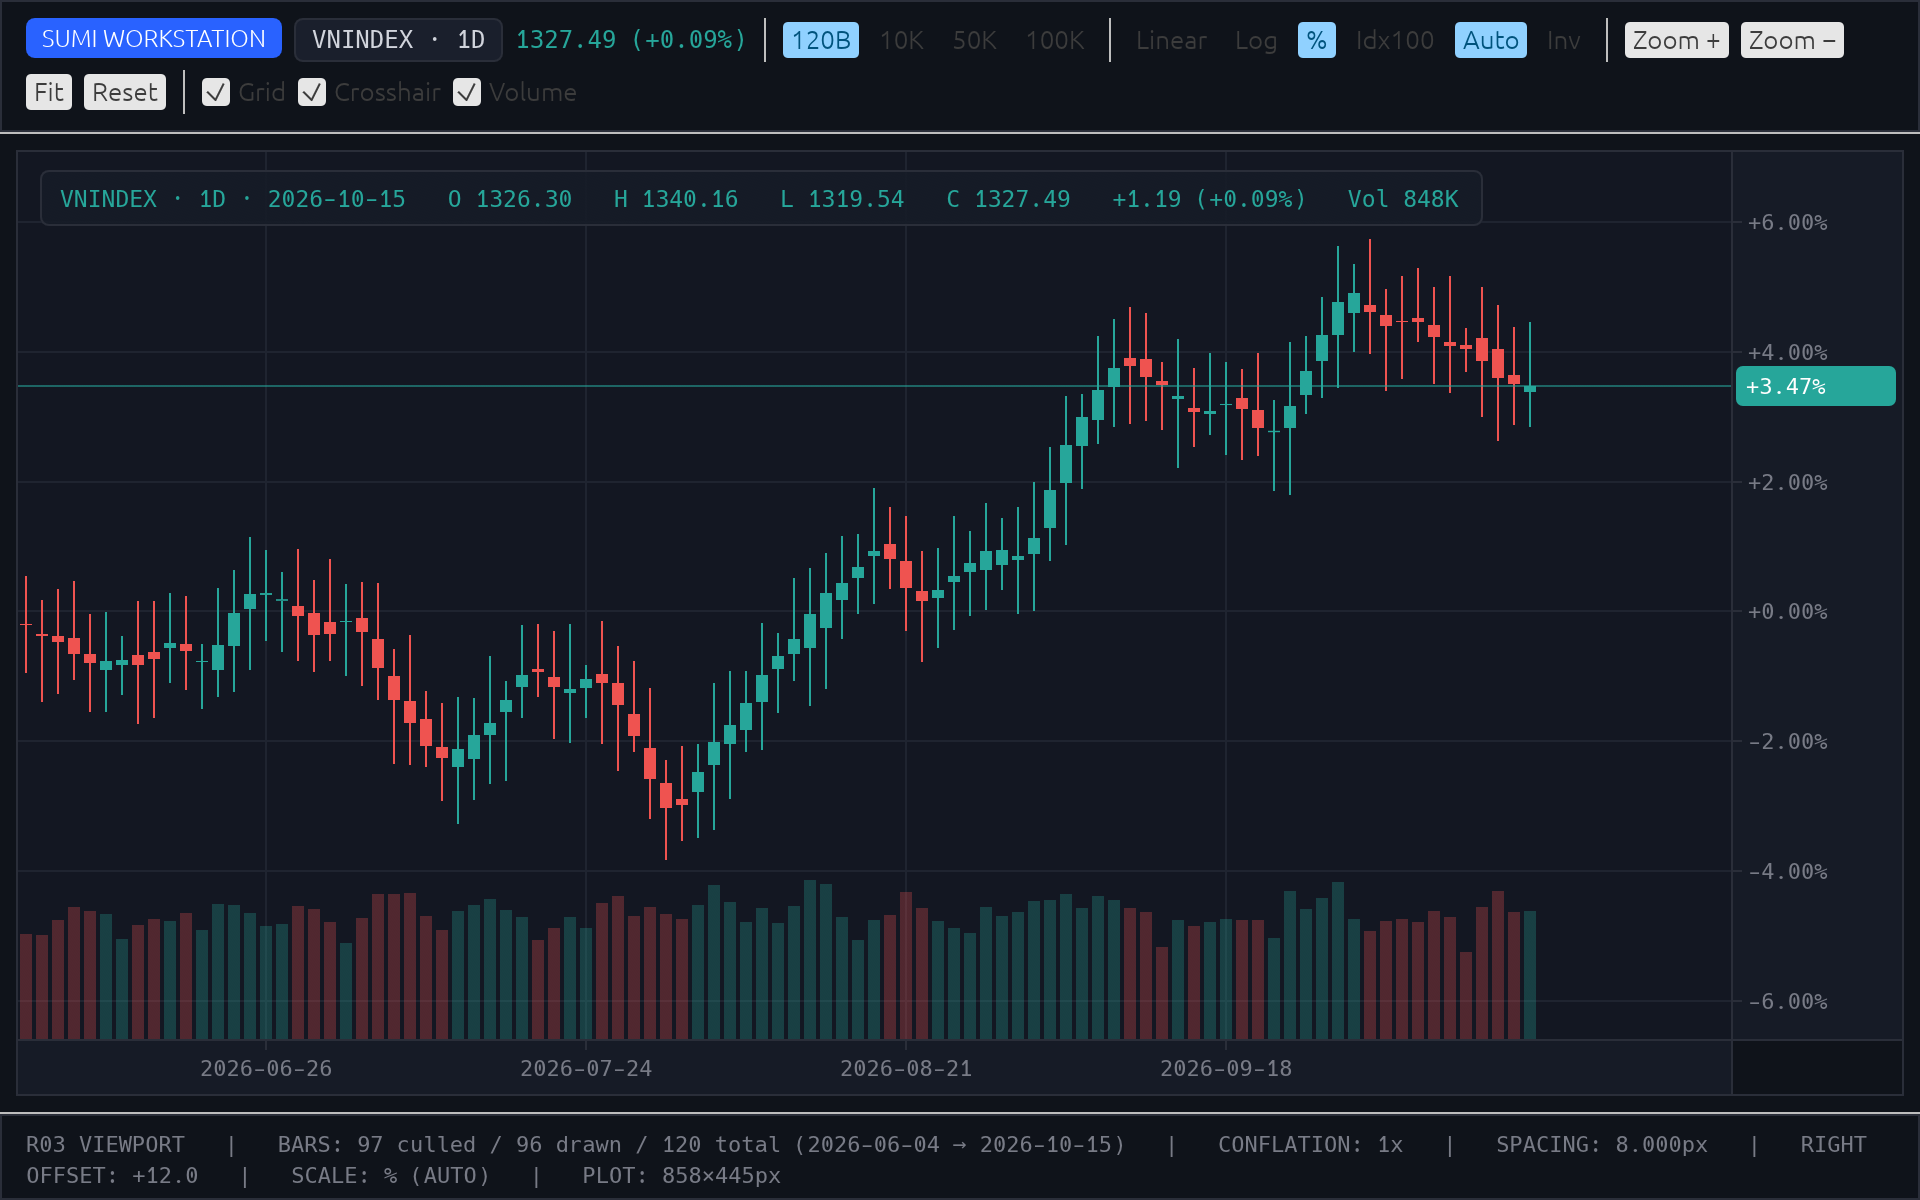 SUMI WORKSTATION VNINDEX · 1D 1327.49 (+0.09%) 120B 10K 50K 100K Linear Log % Idx100 Auto Inv Zoom + Zoom −
Fit Reset Grid Crosshair Volume
VNINDEX · 1D · 2026-10-15 O 1326.30 H 1340.16 L 1319.54 C 1327.49 +1.19 (+0.09%) Vol 848K
+6.00%
+4.00%
+3.47%
+2.00%
+0.00%
-2.00%
-4.00%
-6.00%
2026-06-26 2026-07-24 2026-08-21 2026-09-18
R03 VIEWPORT | BARS: 97 culled / 96 drawn / 120 total (2026-06-04 → 2026-10-15) | CONFLATION: 1x | SPACING: 8.000px | RIGHT
OFFSET: +12.0 | SCALE: % (AUTO) | PLOT: 858×445px